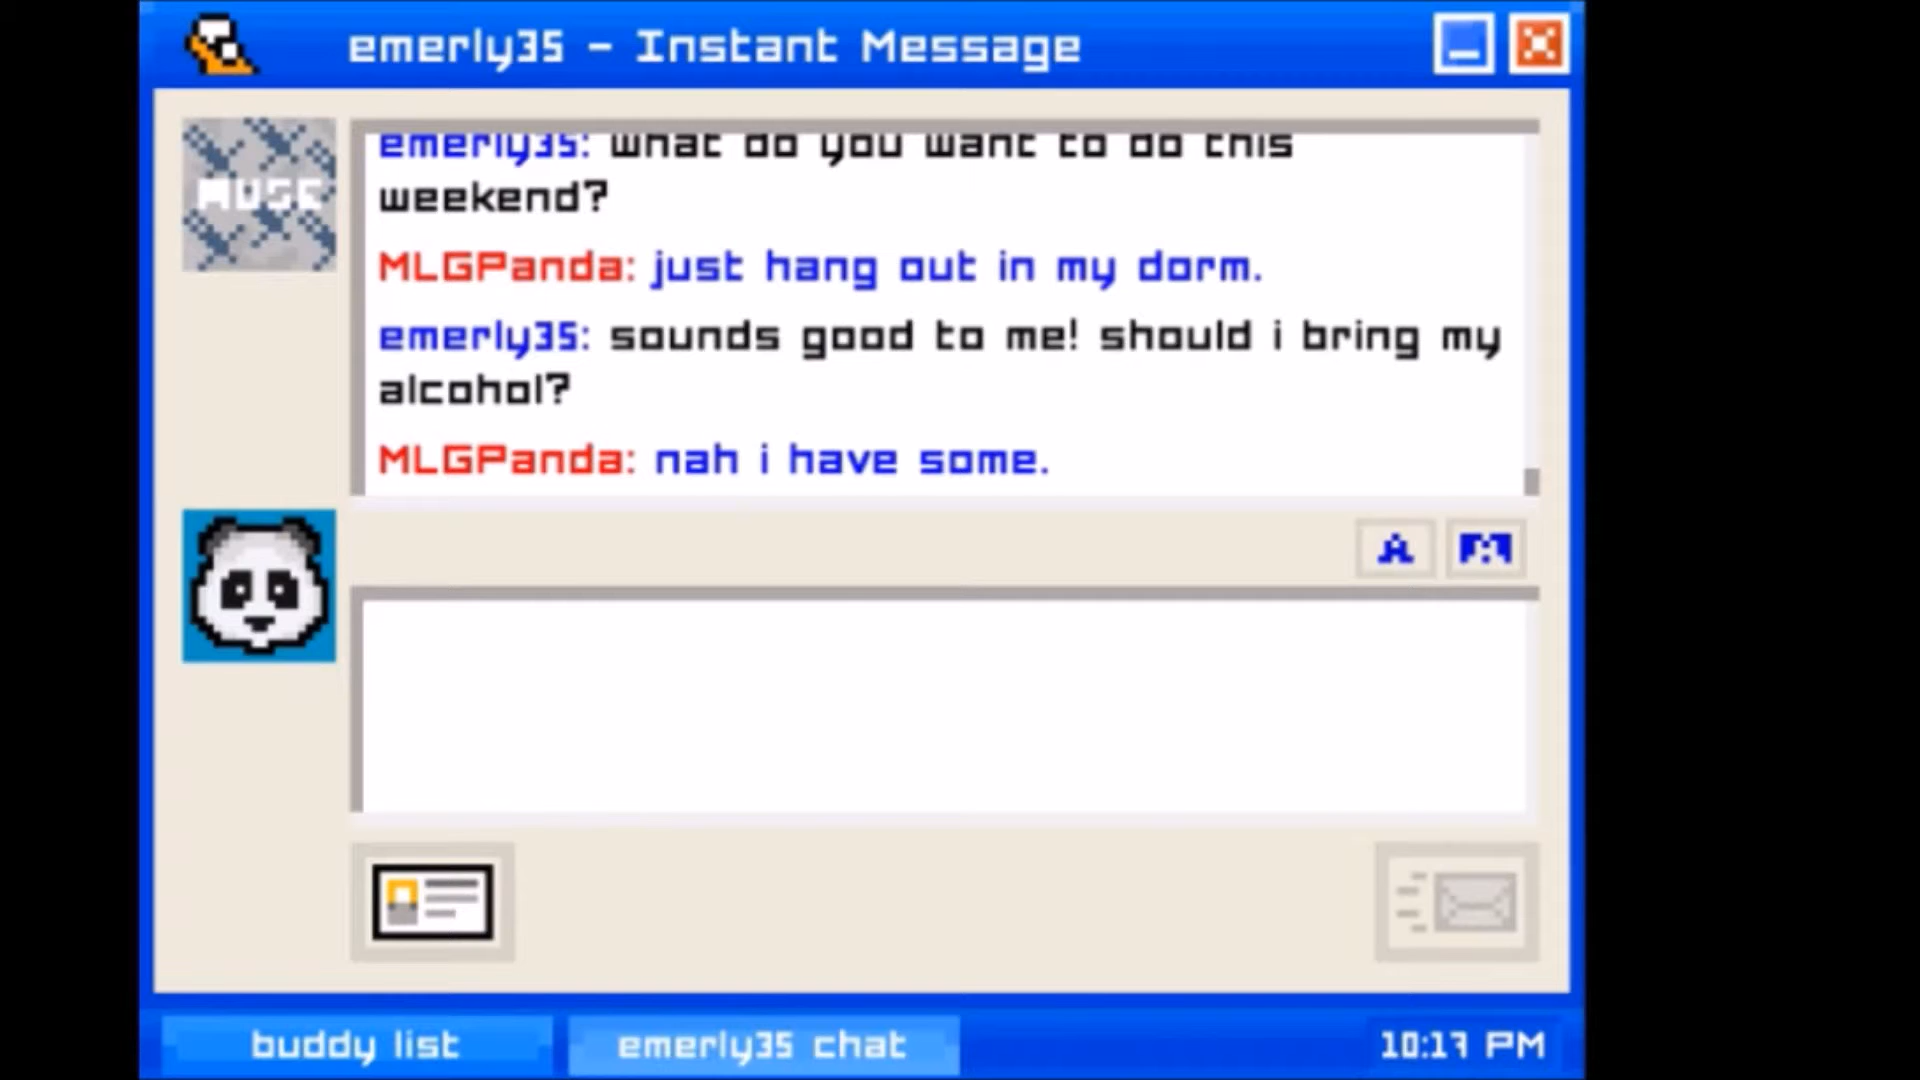 emerly35 - Instant Message
MUSE
emerly35: what do you want to do this
weekend?
MLGPanda: just hang out in my dorm.
emerly35: sounds good to me! should i bring my
alcohol?
MLGPanda: nah i have some.
A
buddy list
emerly35 chat
10:17 PM